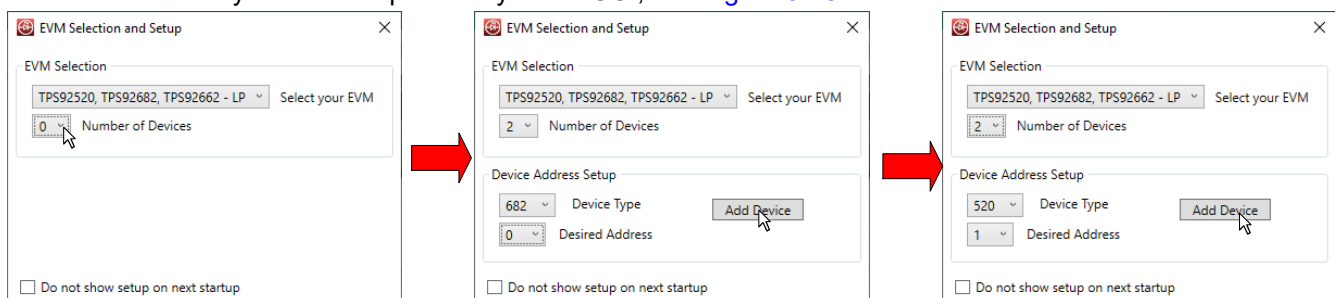 EVM Selection and Setup
EVM Selection
TPS92520, TPS92682, TPS92662 - LP Select your EVM
0 Number of Devices
Do not show setup on next startup
EVM Selection and Setup
EVM Selection
TPS92520, TPS92682, TPS92662 - LP Select your EVM
2 Number of Devices
Device Address Setup
682 Device Type Add Device
0 Desired Address
Do not show setup on next startup
EVM Selection and Setup
EVM Selection
TPS92520, TPS92682, TPS92662 - LP Select your EVM
2 Number of Devices
Device Address Setup
520 Device Type Add Device
1 Desired Address
Do not show setup on next startup